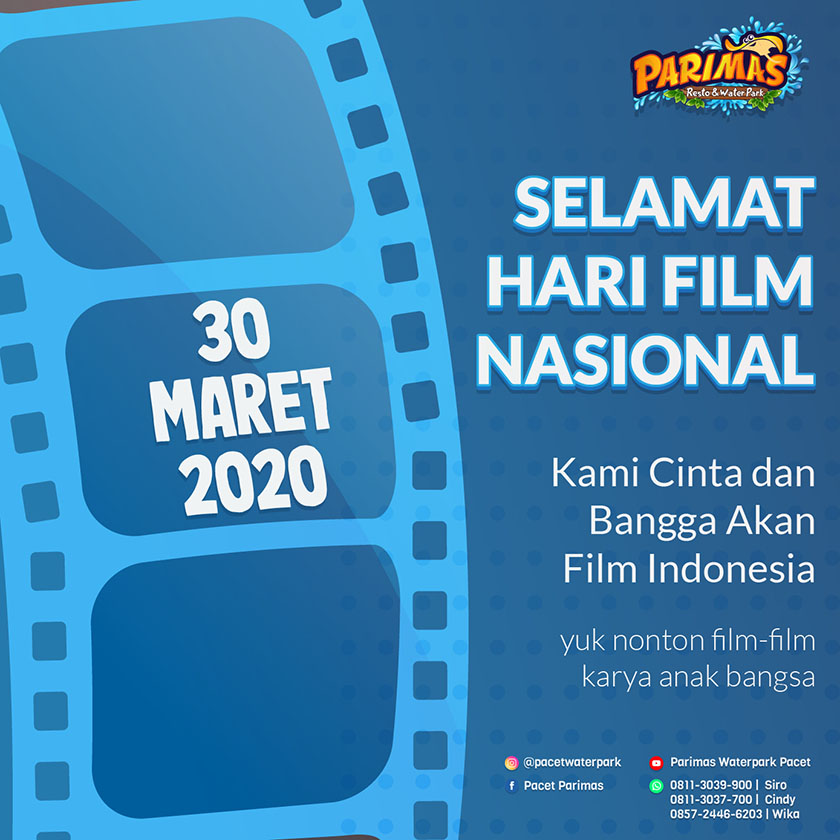 PARIMAS
Resto & Water Park
SELAMAT
HARI FILM
NASIONAL
30
MARET
2020
Kami Cinta dan
Bangga Akan
Film Indonesia
yuk nonton film-film
karya anak bangsa
@pacetwaterpark
Pacet Parimas
Parimas Waterpark Pacet
0811-3039-900 | Siro
0811-3037-700 | Cindy
0857-2446-6203 | Wika